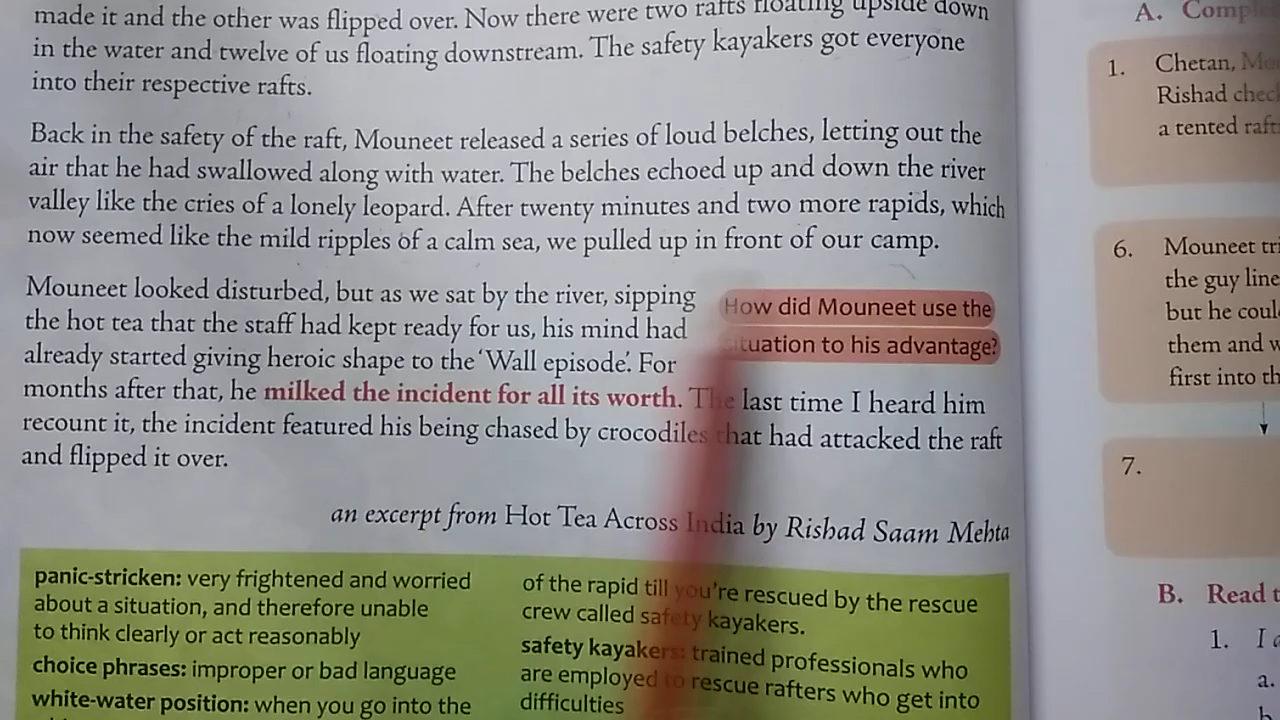 made it and the other was flipped over. Now there were two rafts floating upside down
in the water and twelve of us floating downstream. The safety kayakers got everyone
into their respective rafts.
Back in the safety of the raft, Mouneet released a series of loud belches, letting out the
air that he had swallowed along with water. The belches echoed up and down the river
valley like the cries of a lonely leopard. After twenty minutes and two more rapids, which
now seemed like the mild ripples of a calm sea, we pulled up in front of our camp.
Mouneet looked disturbed, but as we sat by the river, sipping
the hot tea that the staff had kept ready for us, his mind had
already started giving heroic shape to the 'Wall episode'. For
months after that, he milked the incident for all its worth. The last time I heard him
recount it, the incident featured his being chased by crocodiles that had attacked the raft
and flipped it over.
How did Mouneet use the
situation to his advantage?
an excerpt from Hot Tea Across India by Rishad Saam Mehta
panic-stricken: very frightened and worried
about a situation, and therefore unable
to think clearly or act reasonably
choice phrases: improper or bad language
white-water position: when you go into the
of the rapid till you're rescued by the rescue
crew called safety kayakers.
safety kayakers: trained professionals who
are employed to rescue rafters who get into
difficulties
A.
1. Chetan,
Rishad
a tented raft
6. Mouneet
the guy line
but he
them and
first into
7.
B. Read
1. I
a.